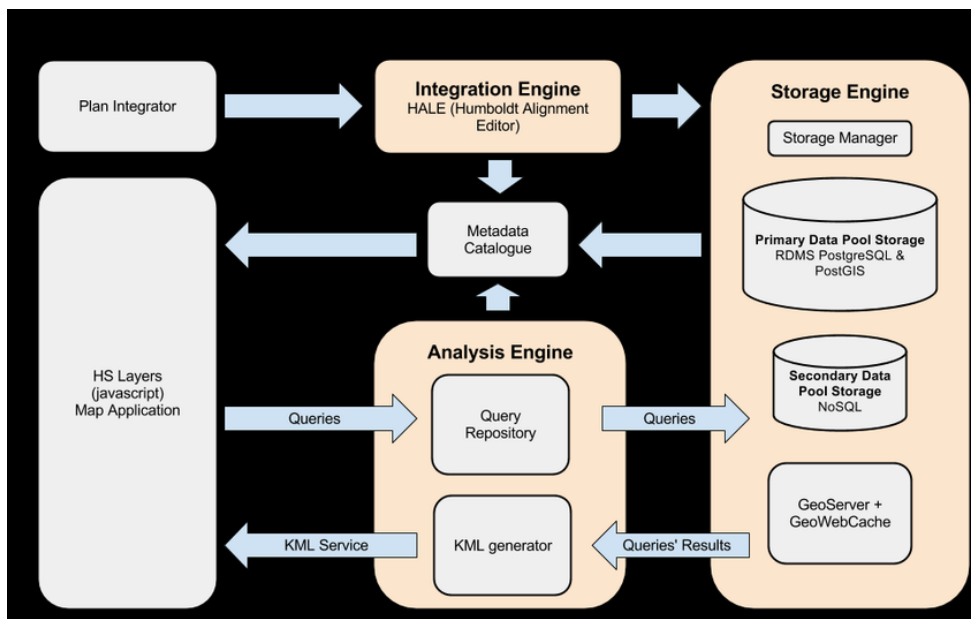 Plan Integrator
Integration Engine
HALE (Humboldt Alignment
Editor)
Storage Engine
Storage Manager
Primary Data Pool Storage
RDMS PostgreSQL &
PostGIS
Metadata
Catalogue
HS Layers
(javascript)
Map Application
Analysis Engine
Secondary Data
Pool Storage
NoSQL
Queries
Query
Repository
Queries
GeoServer +
GeoWebCache
KML Service
KML generator
Queries' Results